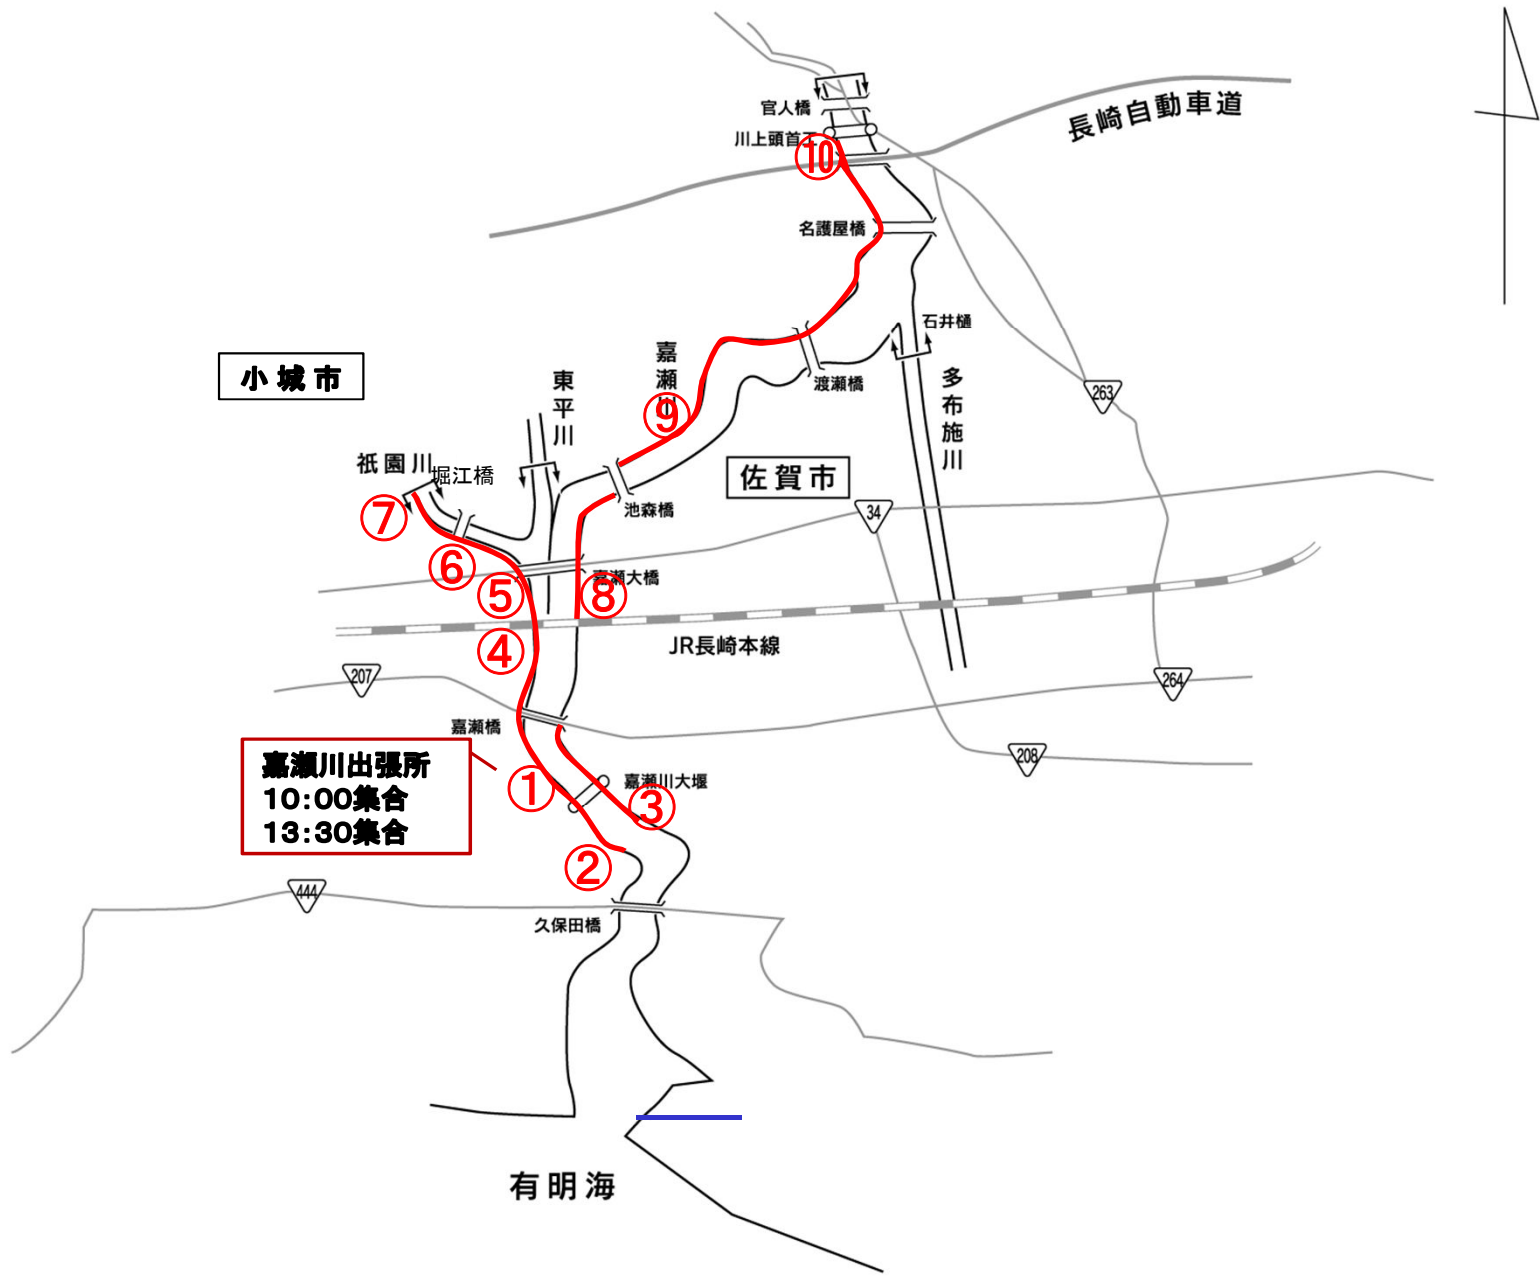 官人橋
長崎自動車道
川上頭首工
⑩
名護屋橋
石井樋
嘉瀬川
小城市
東平川
渡瀬橋
多布施川
263
⑨
祇園川
堀江橋
佐賀市
⑦
池森橋
34
⑥
嘉瀬大橋
⑤
⑧
④
JR長崎本線
207
264
嘉瀬橋
208
嘉瀬川出張所
10:00集合
13:30集合
①
嘉瀬川大堰
③
②
444
久保田橋
有明海